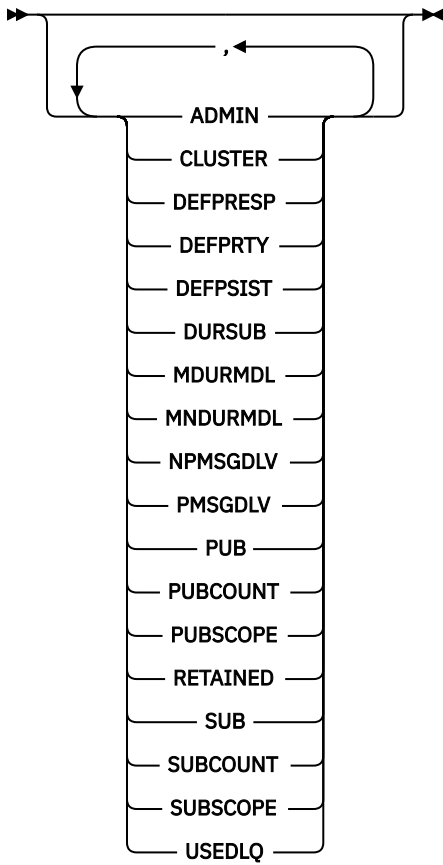 ,
ADMIN
CLUSTER
DEFPRESP
DEFPRTY
DEFPSIST
DURSUB
MDURMDL
MNDURMDL
NPMSGDLV
PMSGDLV
PUB
PUBCOUNT
PUBSCOPE
RETAINED
SUB
SUBCOUNT
SUBSCOPE
USEDLQ